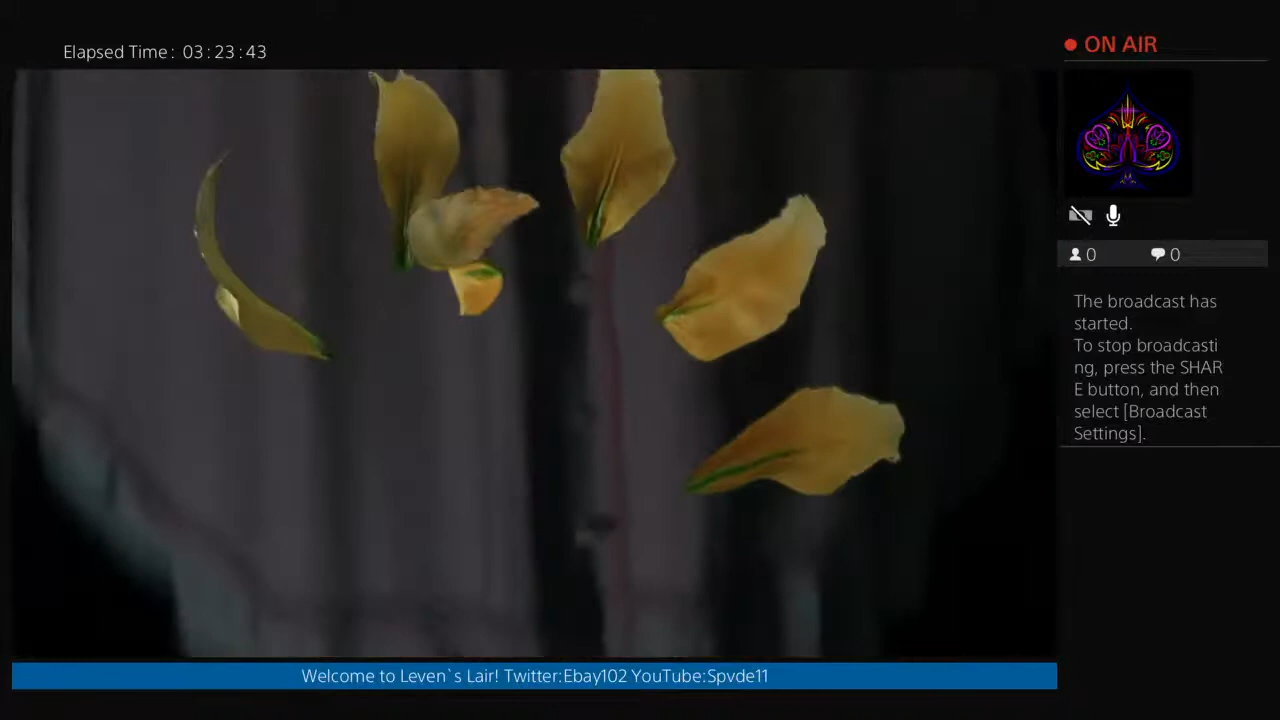 Elapsed Time: 03:23:43
ON AIR
0 0
The broadcast has
started.
To stop broadcasti
ng, press the SHAR
E button, and then
select [Broadcast
Settings].
Welcome to Leven`s Lair! Twitter:Ebay102 YouTube:Spvde11